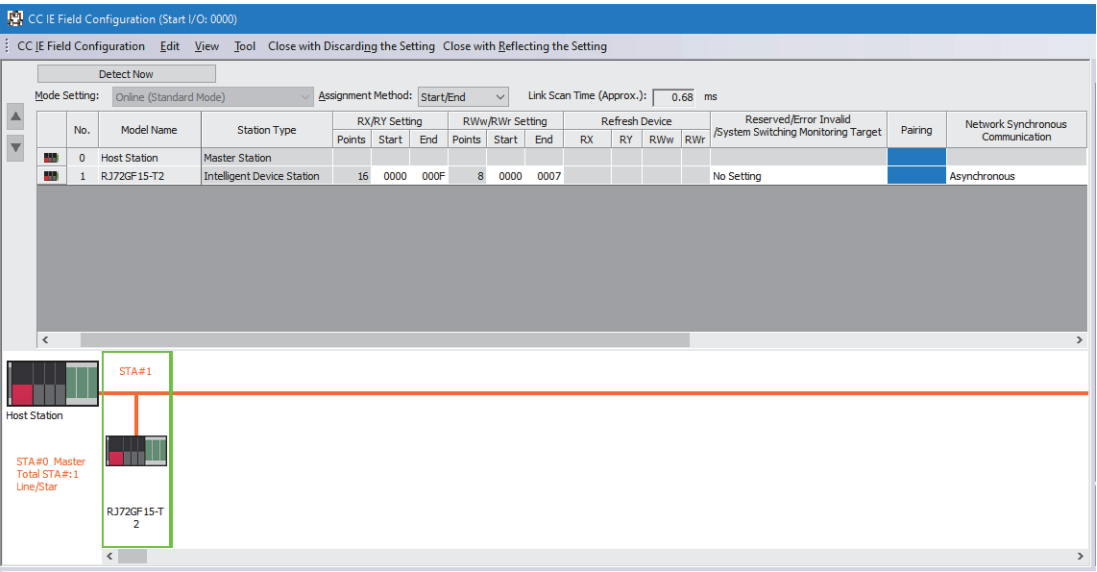 CC IE Field Configuration (Start I/O: 0000)
CC IE Field Configuration Edit View Tool Close with Discarding the Setting Close with Reflecting the Setting
Detect Now
Mode Setting: Online (Standard Mode) Assignment Method: Start/End Link Scan Time (Approx.): 0.68 ms
No. Model Name Station Type RX/RY Setting RWw/RWr Setting Refresh Device Reserved/Error Invalid /System Switching Monitoring Target Pairing Network Synchronous Communication
Points Start End Points Start End RX RY RWw RWr
0 Host Station Master Station
1 RJ72GF15-T2 Intelligent Device Station 16 0000 000F 8 0000 0007 No Setting Asynchronous
STA#1
Host Station
STA#0 Master
Total STA#:1
Line/Star
RJ72GF15-T
2